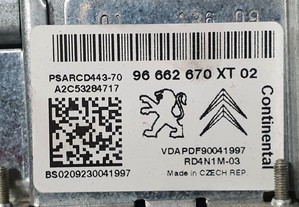 PSARCD443-70
A2C53284717
96 662 670 XT 02
Continental
VDAPDF90041997
RD4N1M-03
BS0209230041997
Made in CZECH REP.